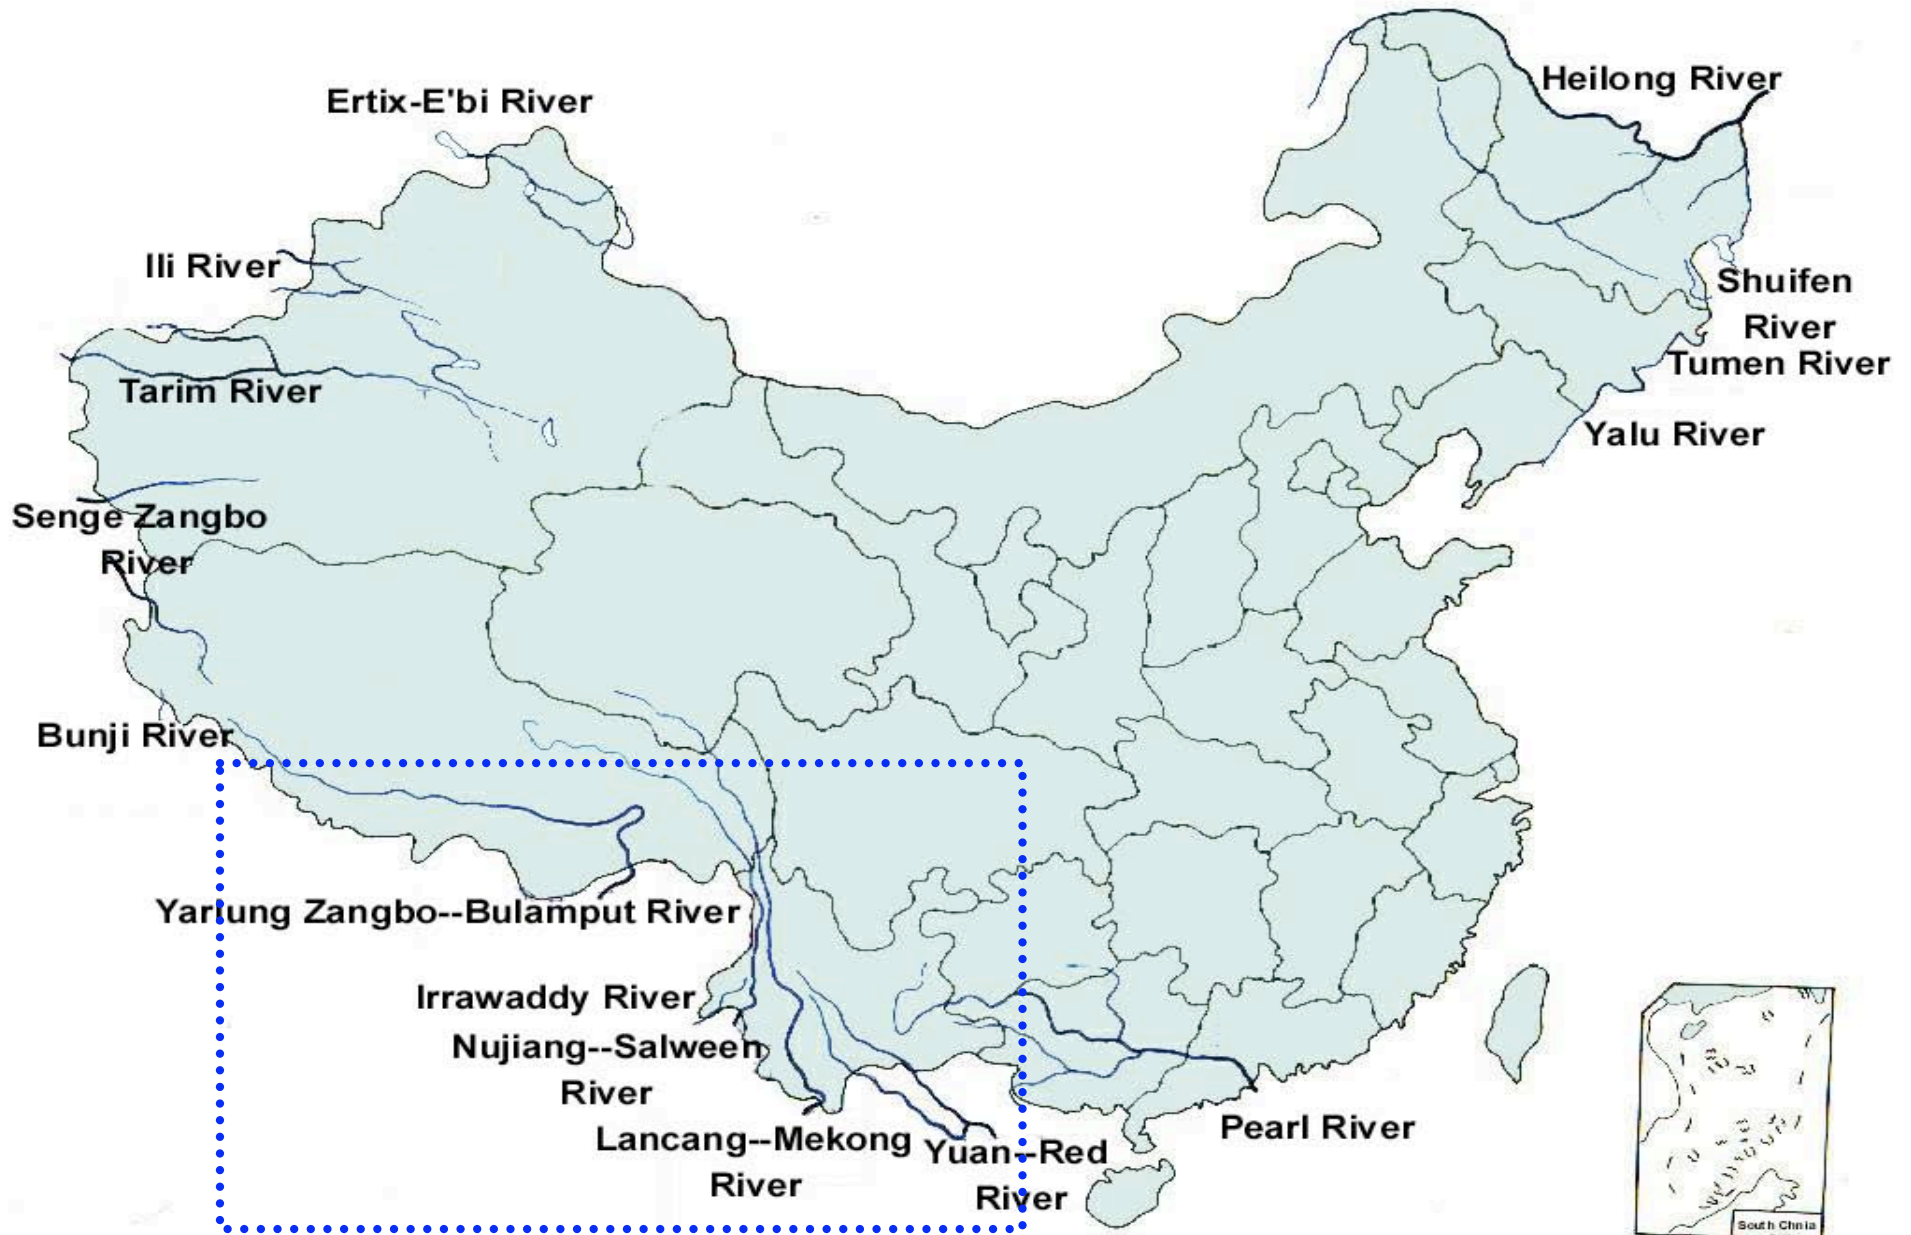 Heilong River
Ertix-E'bi River
Ili River
Shuifen
River
Tumen River
Tarim River
Yalu River
Senge Zangbo
River
Bunji River
Yarlung Zangbo--Bulamput River
Irrawaddy River
Nujiang--Salween
River
Lancang--Mekong
River
Yuan--Red
River
Pearl River
South Chnia